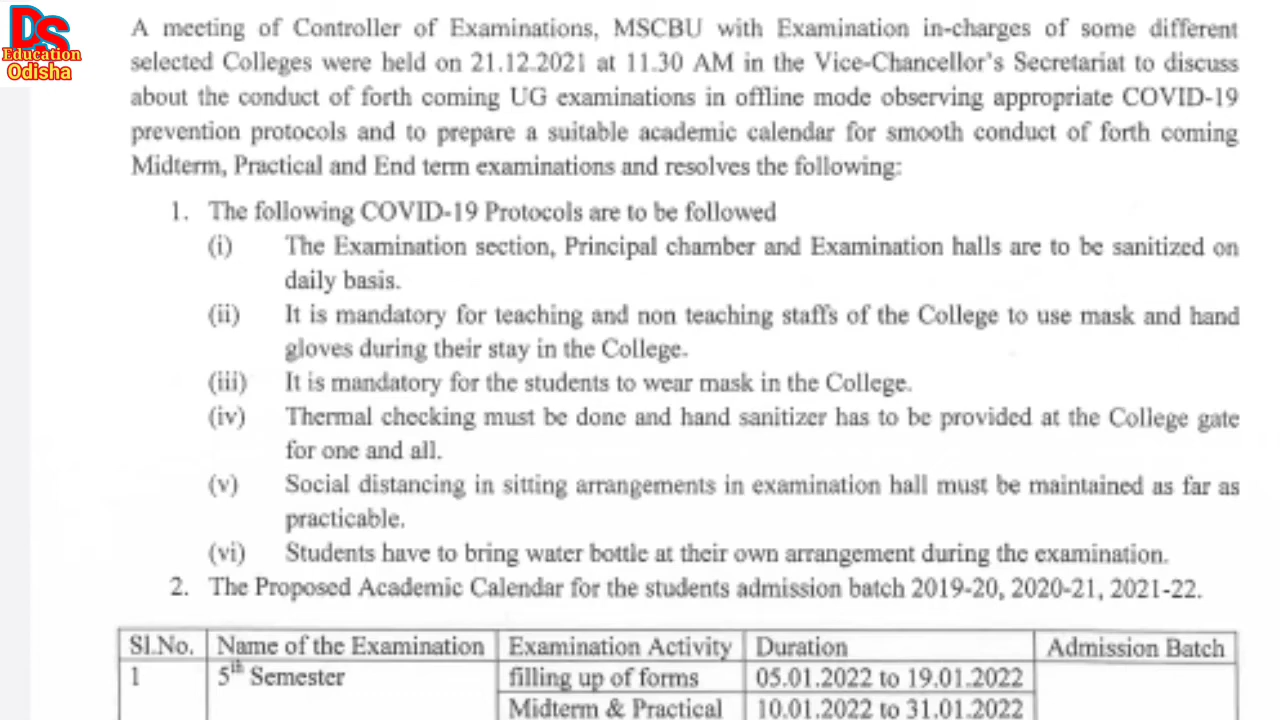 DS
Education
Odisha
A meeting of Controller of Examinations, MSCBU with Examination in-charges of some different
selected Colleges were held on 21.12.2021 at 11.30 AM in the Vice-Chancellor's Secretariat to discuss
about the conduct of forth coming UG examinations in offline mode observing appropriate COVID-19
prevention protocols and to prepare a suitable academic calendar for smooth conduct of forth coming
Midterm, Practical and End term examinations and resolves the following:
1. The following COVID-19 Protocols are to be followed
(i) The Examination section, Principal chamber and Examination halls are to be sanitized on
daily basis.
(ii) It is mandatory for teaching and non teaching staffs of the College to use mask and hand
gloves during their stay in the College.
(iii) It is mandatory for the students to wear mask in the College.
(iv) Thermal checking must be done and hand sanitizer has to be provided at the College gate
for one and all.
(v) Social distancing in sitting arrangements in examination hall must be maintained as far as
practicable.
(vi) Students have to bring water bottle at their own arrangement during the examination.
2. The Proposed Academic Calendar for the students admission batch 2019-20, 2020-21, 2021-22.
Sl.No. Name of the Examination Examination Activity Duration Admission Batch
1 5th Semester filling up of forms 05.01.2022 to 19.01.2022
Midterm & Practical 10.01.2022 to 31.01.2022